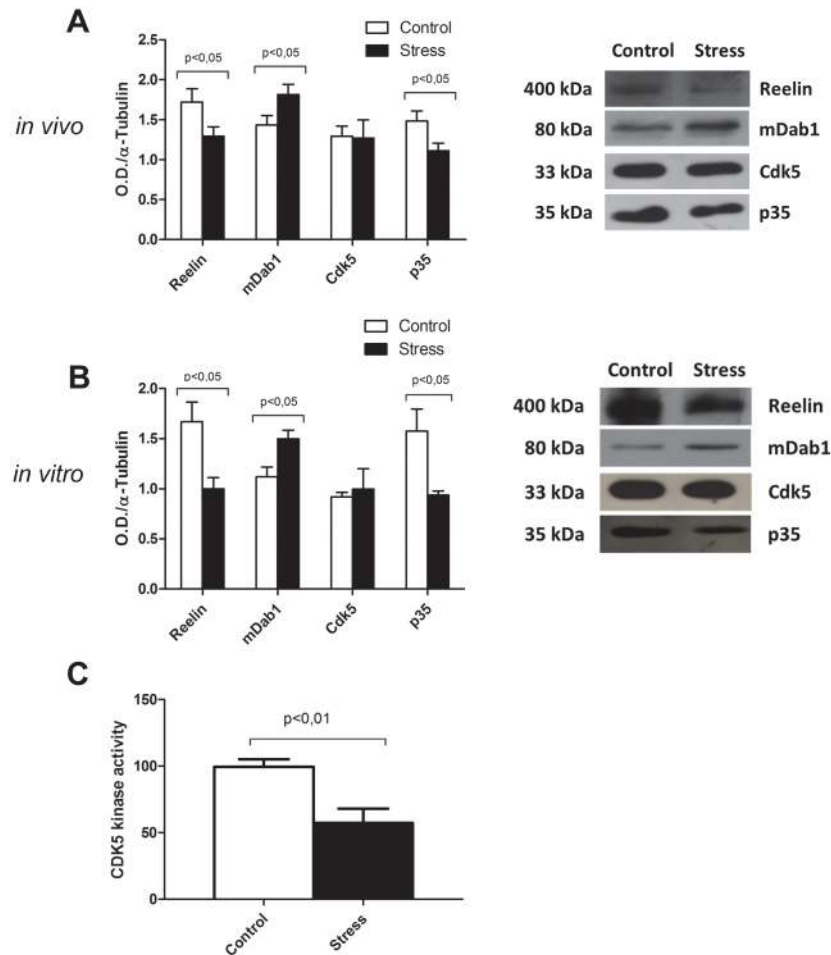 A
Control
Stress
in vivo
O.D./α-Tubulin
2.5
2.0
1.5
1.0
0.5
0.0
p<0,05
p<0,05
p<0,05
Reelin
mDab1
Cdk5
p35
Control Stress
400 kDa Reelin
80 kDa mDab1
33 kDa Cdk5
35 kDa p35
B
Control
Stress
in vitro
O.D./α-Tubulin
2.0
1.5
1.0
0.5
0.0
p<0,05
p<0,05
p<0,05
Reelin
mDab1
Cdk5
p35
Control Stress
400 kDa Reelin
80 kDa mDab1
33 kDa Cdk5
35 kDa p35
C
CDK5 kinase activity
150
100
50
0
p<0,01
Control
Stress